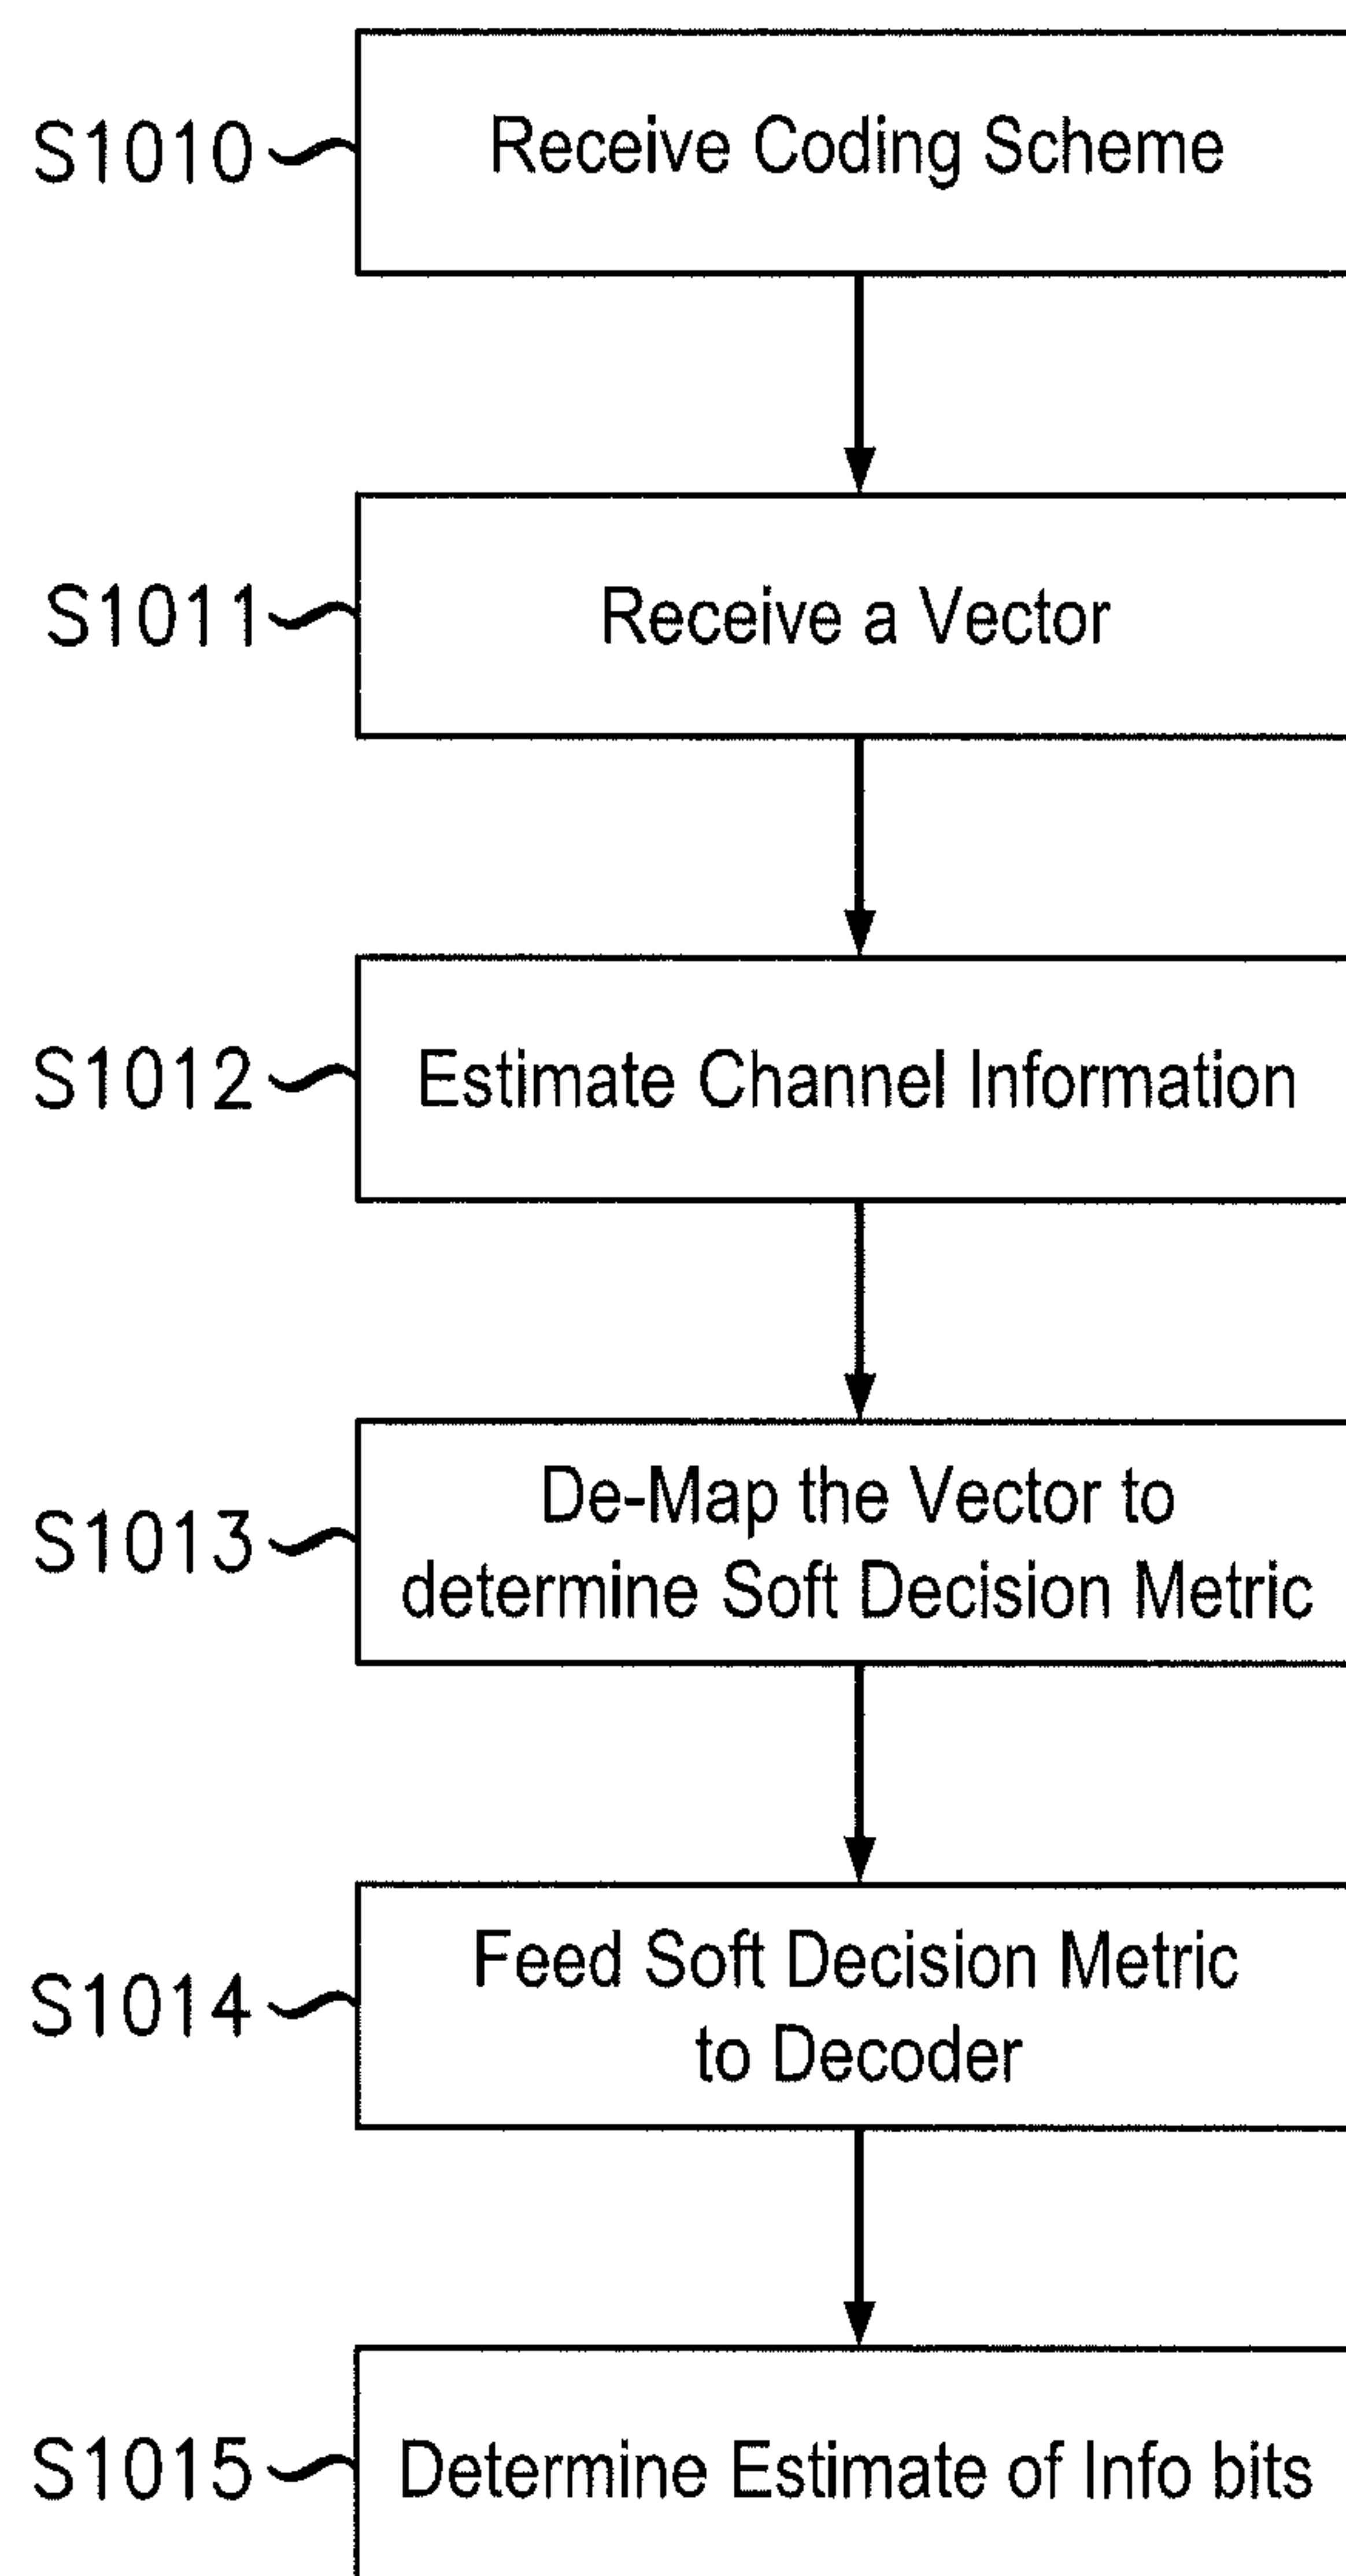 S1010
Receive Coding Scheme
S1011
Receive a Vector
S1012
Estimate Channel Information
S1013
De-Map the Vector to
determine Soft Decision Metric
S1014
Feed Soft Decision Metric
to Decoder
S1015
Determine Estimate of Info bits